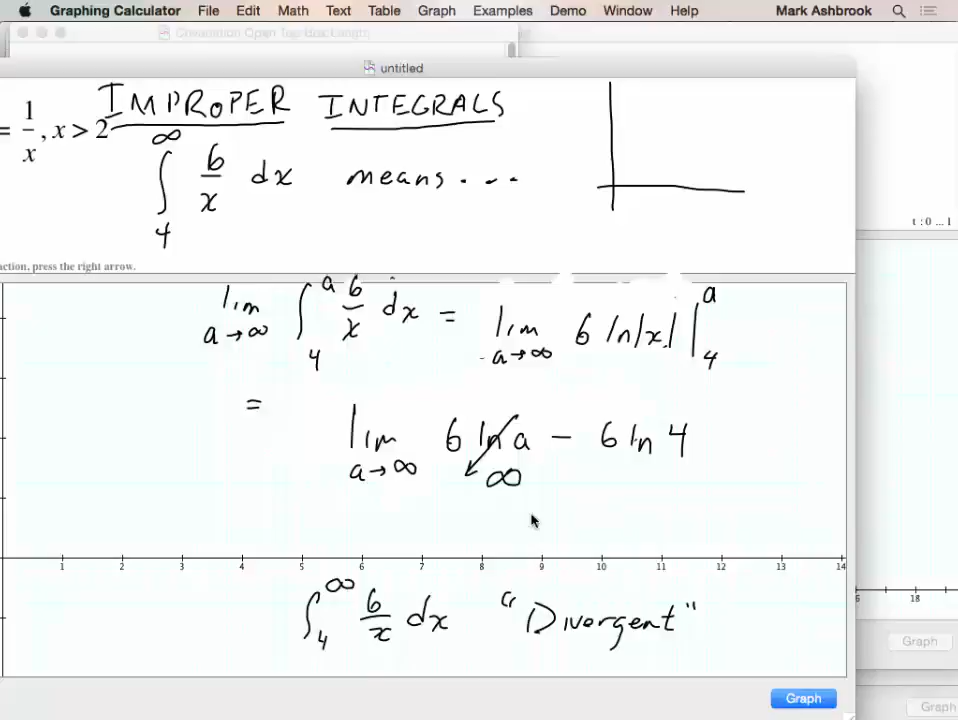 Graphing Calculator File Edit Math Text Table Graph Examples Demo Window Help Mark Ashbrook
untitled
= 1/x, x > 2
IMPROPER INTEGRALS
∫₄^∞ 6/x dx means...
t : 0 ... 1
action, press the right arrow.
lim a→∞ ∫₄^a 6/x dx = lim a→∞ 6 ln|x| |₄^a
= lim a→∞ 6 ln a − 6 ln 4
∞
1 2 3 4 5 6 7 8 9 10 11 12 13 14
18
∫₄^∞ 6/x dx "Divergent"
Graph
Graph
Graph